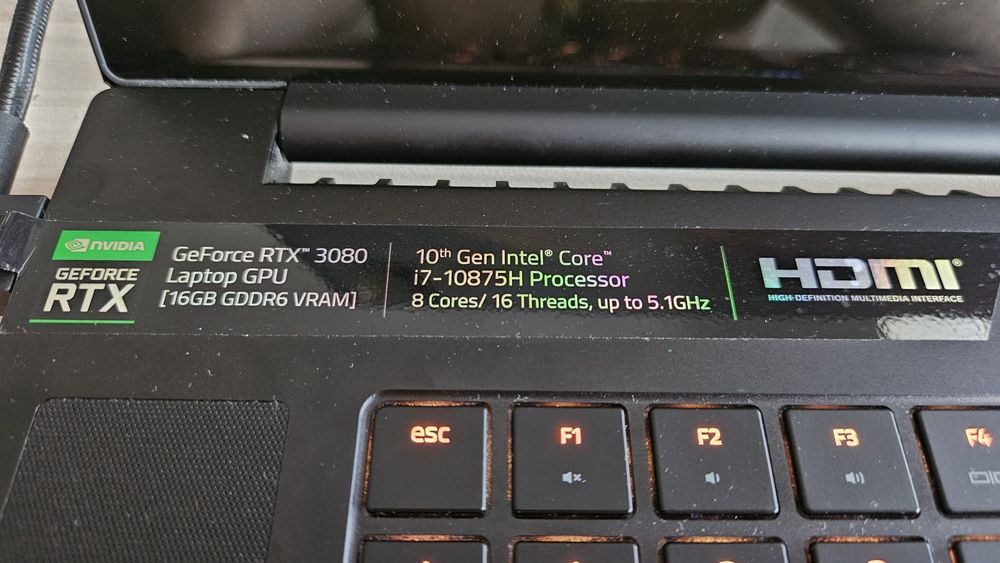 NVIDIA
GEFORCE
RTX
GeForce RTX™ 3080
Laptop GPU
[16GB GDDR6 VRAM]
10th Gen Intel® Core™
i7-10875H Processor
8 Cores/ 16 Threads, up to 5.1GHz
HDMI®
HIGH-DEFINITION MULTIMEDIA INTERFACE
esc
F1
F2
F3
F4